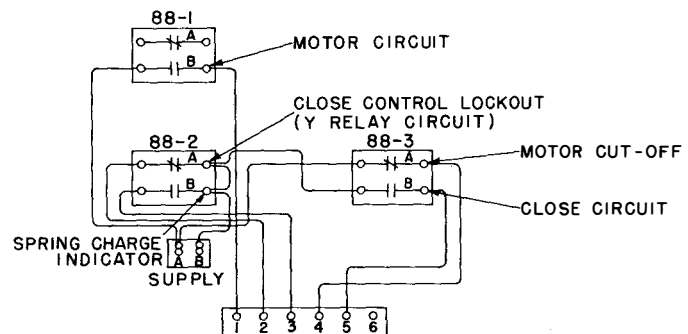 88-1
A
B
MOTOR CIRCUIT
CLOSE CONTROL LOCKOUT
(Y RELAY CIRCUIT)
88-2
A
B
88-3
A
B
MOTOR CUT-OFF
CLOSE CIRCUIT
SPRING CHARGE
INDICATOR
A B
SUPPLY
1 2 3 4 5 6